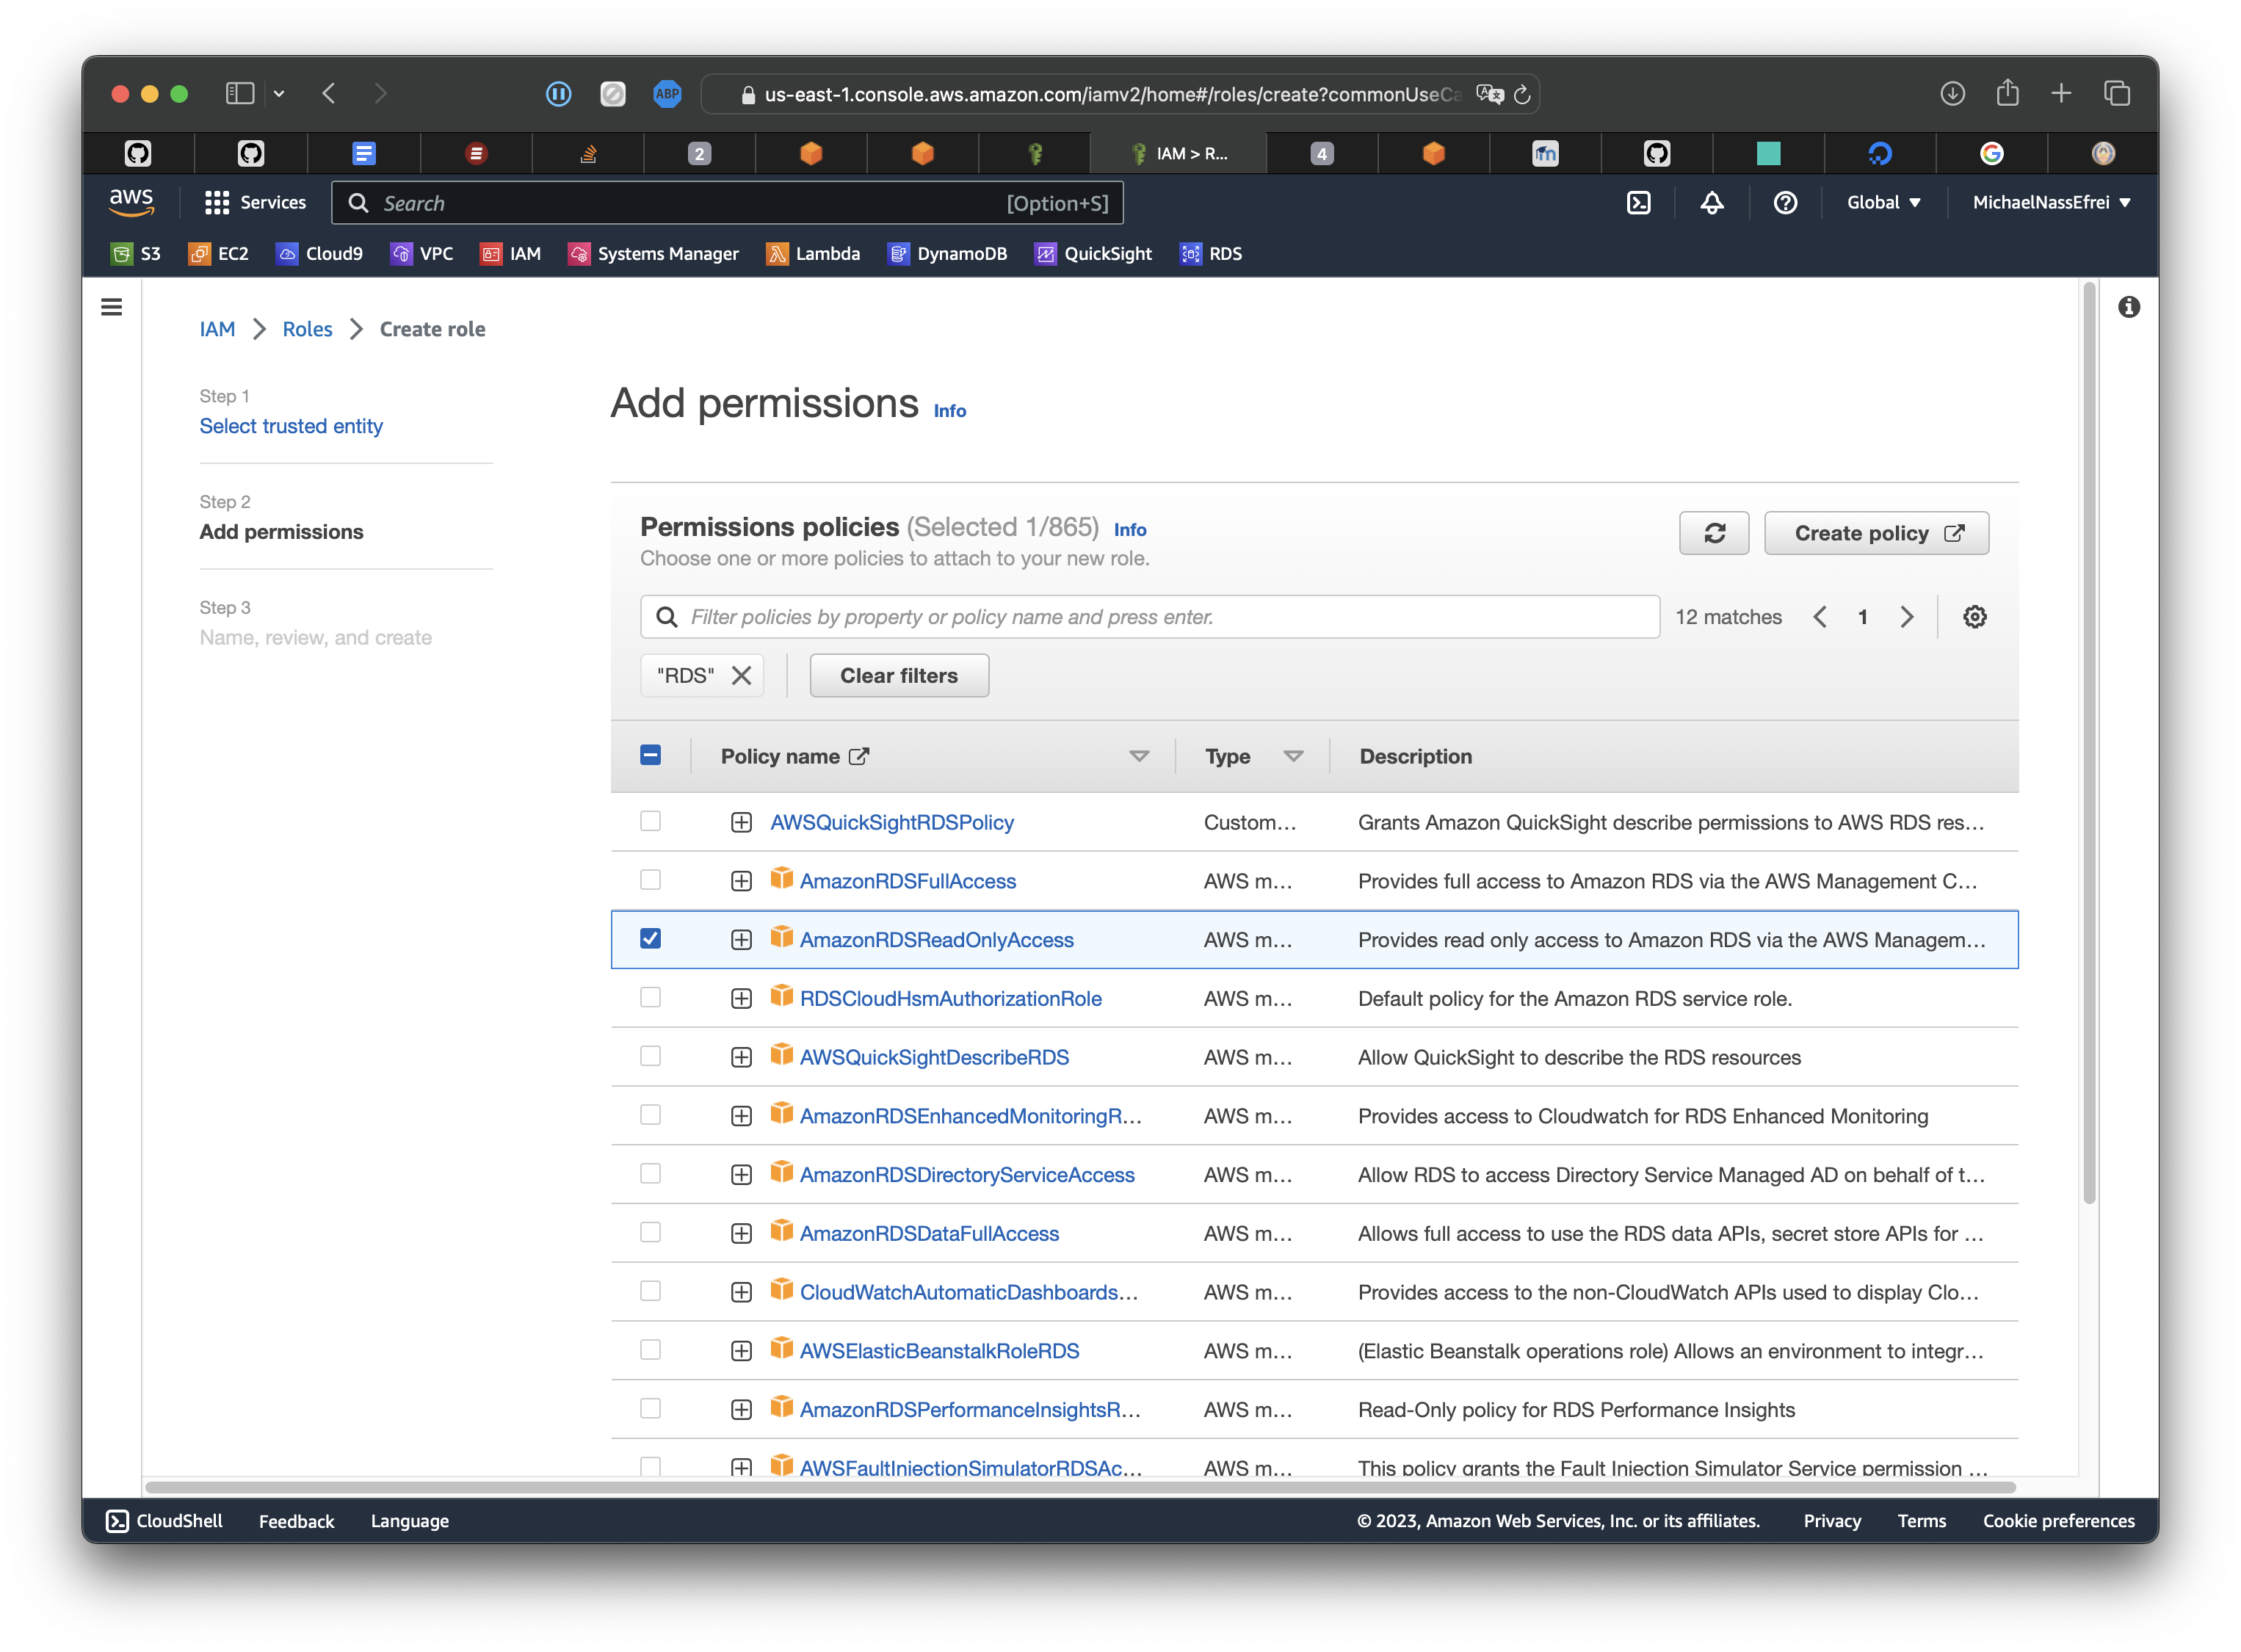 ABP
us-east-1.console.aws.amazon.com/iamv2/home#/roles/create?commonUseCa
2
IAM > R...
4
aws
Services
Search
[Option+S]
Global
MichaelNassEfrei
S3
EC2
Cloud9
VPC
IAM
Systems Manager
Lambda
DynamoDB
QuickSight
RDS
IAM
Roles
Create role
Step 1
Select trusted entity
Step 2
Add permissions
Step 3
Name, review, and create
Add permissions Info
Permissions policies (Selected 1/865) Info
Choose one or more policies to attach to your new role.
Create policy
Filter policies by property or policy name and press enter.
12 matches
1
"RDS"
Clear filters
Policy name Type Description
AWSQuickSightRDSPolicy Custom... Grants Amazon QuickSight describe permissions to AWS RDS res...
AmazonRDSFullAccess AWS m... Provides full access to Amazon RDS via the AWS Management C...
AmazonRDSReadOnlyAccess AWS m... Provides read only access to Amazon RDS via the AWS Managem...
RDSCloudHsmAuthorizationRole AWS m... Default policy for the Amazon RDS service role.
AWSQuickSightDescribeRDS AWS m... Allow QuickSight to describe the RDS resources
AmazonRDSEnhancedMonitoringR... AWS m... Provides access to Cloudwatch for RDS Enhanced Monitoring
AmazonRDSDirectoryServiceAccess AWS m... Allow RDS to access Directory Service Managed AD on behalf of t...
AmazonRDSDataFullAccess AWS m... Allows full access to use the RDS data APIs, secret store APIs for ...
CloudWatchAutomaticDashboards... AWS m... Provides access to the non-CloudWatch APIs used to display Clo...
AWSElasticBeanstalkRoleRDS AWS m... (Elastic Beanstalk operations role) Allows an environment to integr...
AmazonRDSPerformanceInsightsR... AWS m... Read-Only policy for RDS Performance Insights
AWSFaultInjectionSimulatorRDSAc... AWS m... This policy grants the Fault Injection Simulator Service permission ...
CloudShell
Feedback
Language
© 2023, Amazon Web Services, Inc. or its affiliates.
Privacy
Terms
Cookie preferences